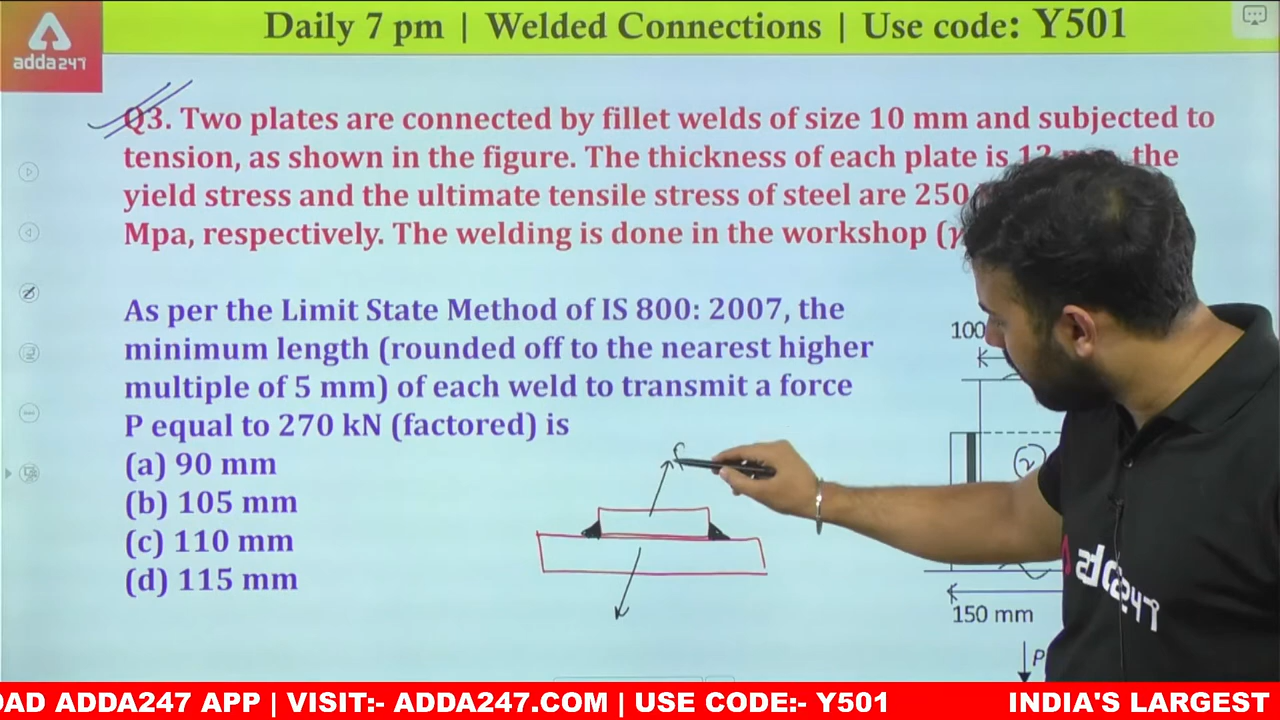 Daily 7 pm | Welded Connections | Use code: Y501
adda247
Q3. Two plates are connected by fillet welds of size 10 mm and subjected to
tension, as shown in the figure. The thickness of each plate is 12 the
yield stress and the ultimate tensile stress of steel are 250
Mpa, respectively. The welding is done in the workshop (γ
As per the Limit State Method of IS 800: 2007, the
minimum length (rounded off to the nearest higher
multiple of 5 mm) of each weld to transmit a force
P equal to 270 kN (factored) is
(a) 90 mm
(b) 105 mm
(c) 110 mm
(d) 115 mm
100
150 mm
P
adda247
OAD ADDA247 APP | VISIT:- ADDA247.COM | USE CODE:- Y501
INDIA'S LARGEST